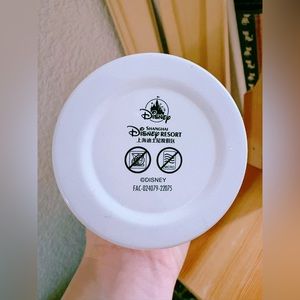 Disney
SHANGHAI
Disney RESORT
上海迪士尼度假区
©DISNEY
FAC-024079-22075